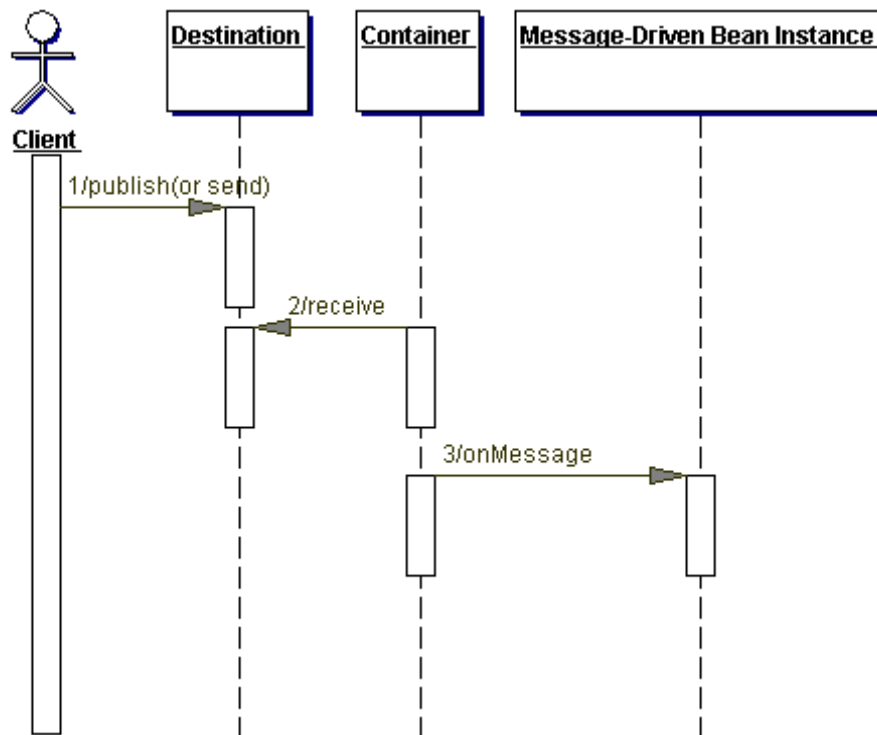 Destination
Container
Message-Driven Bean Instance
Client
1/publish(or send)
2/receive
3/onMessage